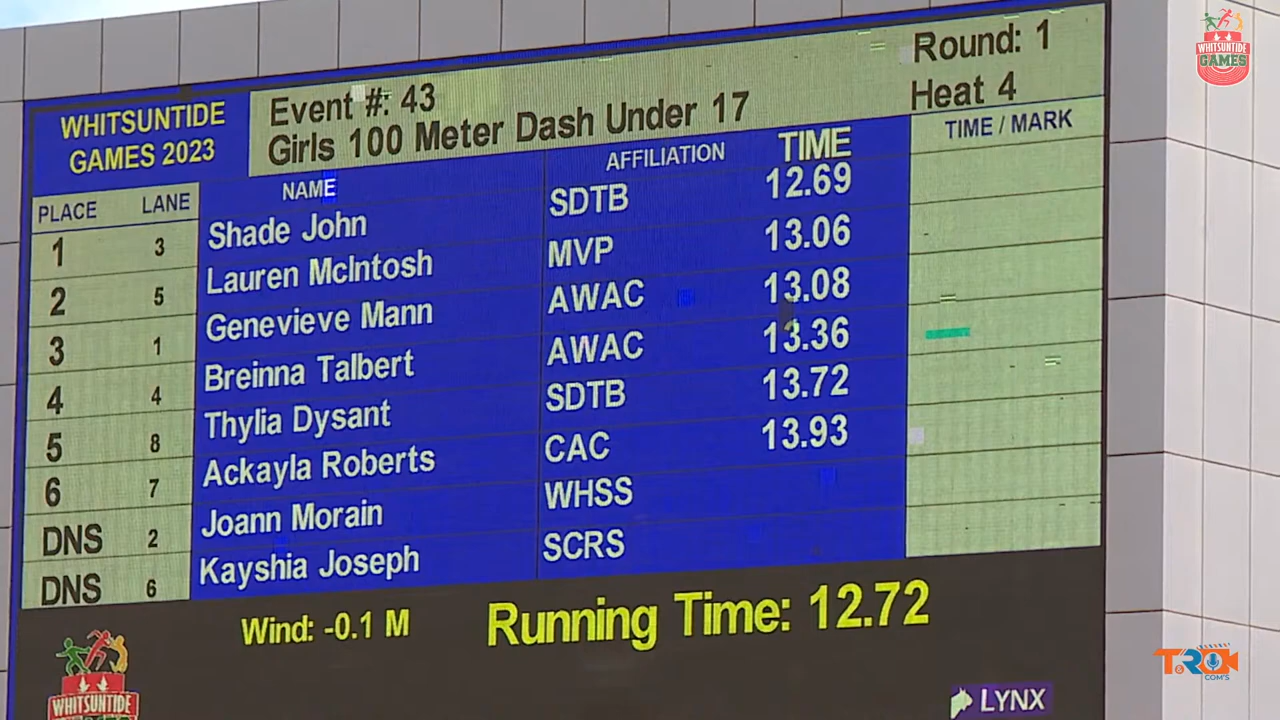 WHITSUNTIDE
GAMES 2023
Event #: 43
Girls 100 Meter Dash Under 17
Round: 1
Heat 4
PLACE LANE NAME AFFILIATION TIME TIME / MARK
1 3 Shade John SDTB 12.69
2 5 Lauren McIntosh MVP 13.06
3 1 Genevieve Mann AWAC 13.08
4 4 Breinna Talbert AWAC 13.36
5 8 Thylia Dysant SDTB 13.72
6 7 Ackayla Roberts CAC 13.93
DNS 2 Joann Morain WHSS
DNS 6 Kayshia Joseph SCRS
Wind: -0.1 M
Running Time: 12.72
WHITSUNTIDE
LYNX
WHITSUNTIDE
GAMES
T&RO
COM'S